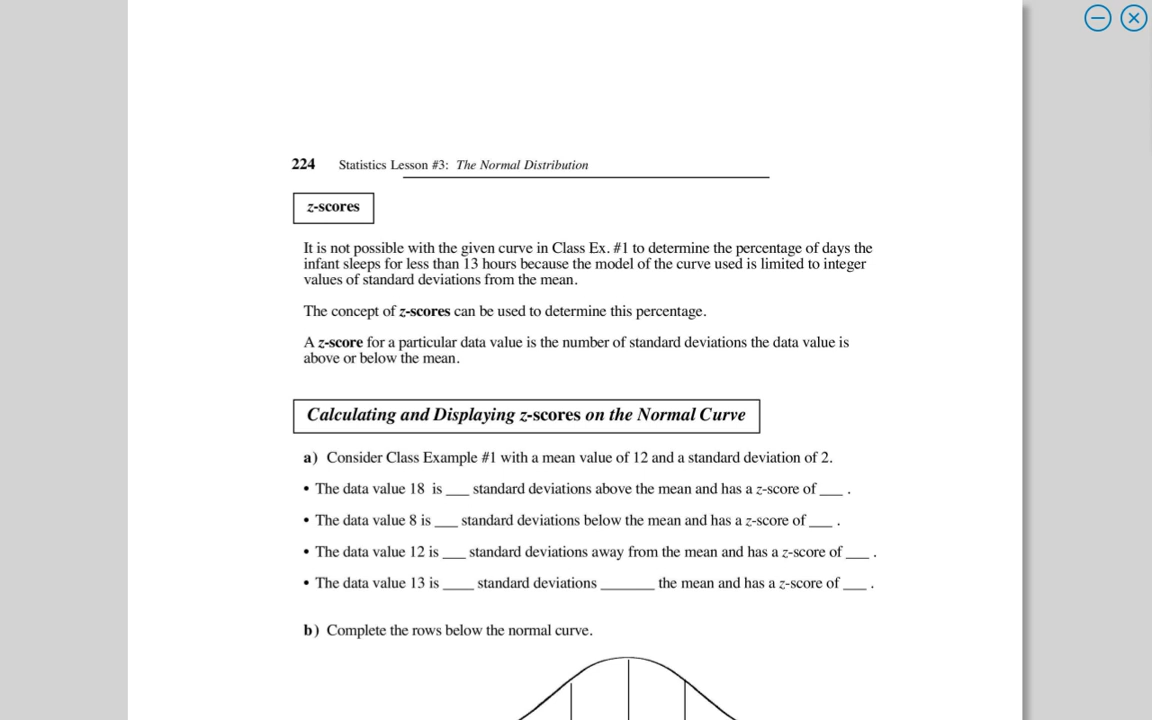 224 Statistics Lesson #3: The Normal Distribution
z-scores
It is not possible with the given curve in Class Ex. #1 to determine the percentage of days the
infant sleeps for less than 13 hours because the model of the curve used is limited to integer
values of standard deviations from the mean.
The concept of z-scores can be used to determine this percentage.
A z-score for a particular data value is the number of standard deviations the data value is
above or below the mean.
Calculating and Displaying z-scores on the Normal Curve
a) Consider Class Example #1 with a mean value of 12 and a standard deviation of 2.
• The data value 18 is ___ standard deviations above the mean and has a z-score of ___ .
• The data value 8 is ___ standard deviations below the mean and has a z-score of ___ .
• The data value 12 is ___ standard deviations away from the mean and has a z-score of ___ .
• The data value 13 is ____ standard deviations _______ the mean and has a z-score of ___ .
b) Complete the rows below the normal curve.